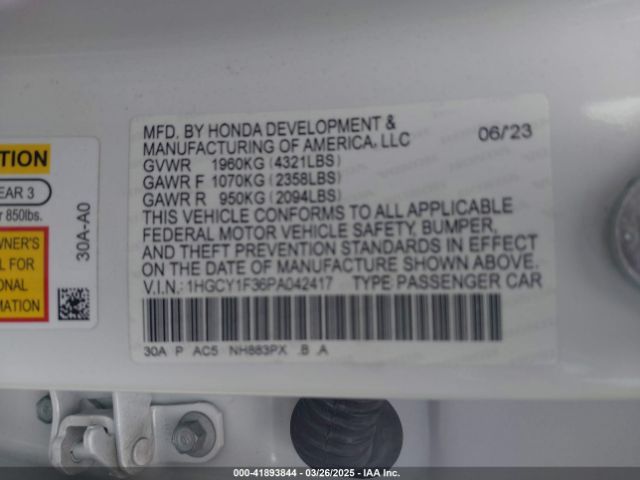 MFD. BY HONDA DEVELOPMENT &
MANUFACTURING OF AMERICA, LLC 06/23
GVWR 1960KG (4321LBS)
GAWR F 1070KG (2358LBS)
GAWR R 950KG (2094LBS)
THIS VEHICLE CONFORMS TO ALL APPLICABLE
FEDERAL MOTOR VEHICLE SAFETY, BUMPER,
AND THEFT PREVENTION STANDARDS IN EFFECT
ON THE DATE OF MANUFACTURE SHOWN ABOVE.
V.I.N.: 1HGCY1F36PA042417 TYPE PASSENGER CAR
30A P AC5 NH883PX .B .A
TION
EAR 3
r 850lbs.
WNER'S
L FOR
ONAL
MATION
30A-A0
000-41893844 | 03/26/2025 - IAA Inc.